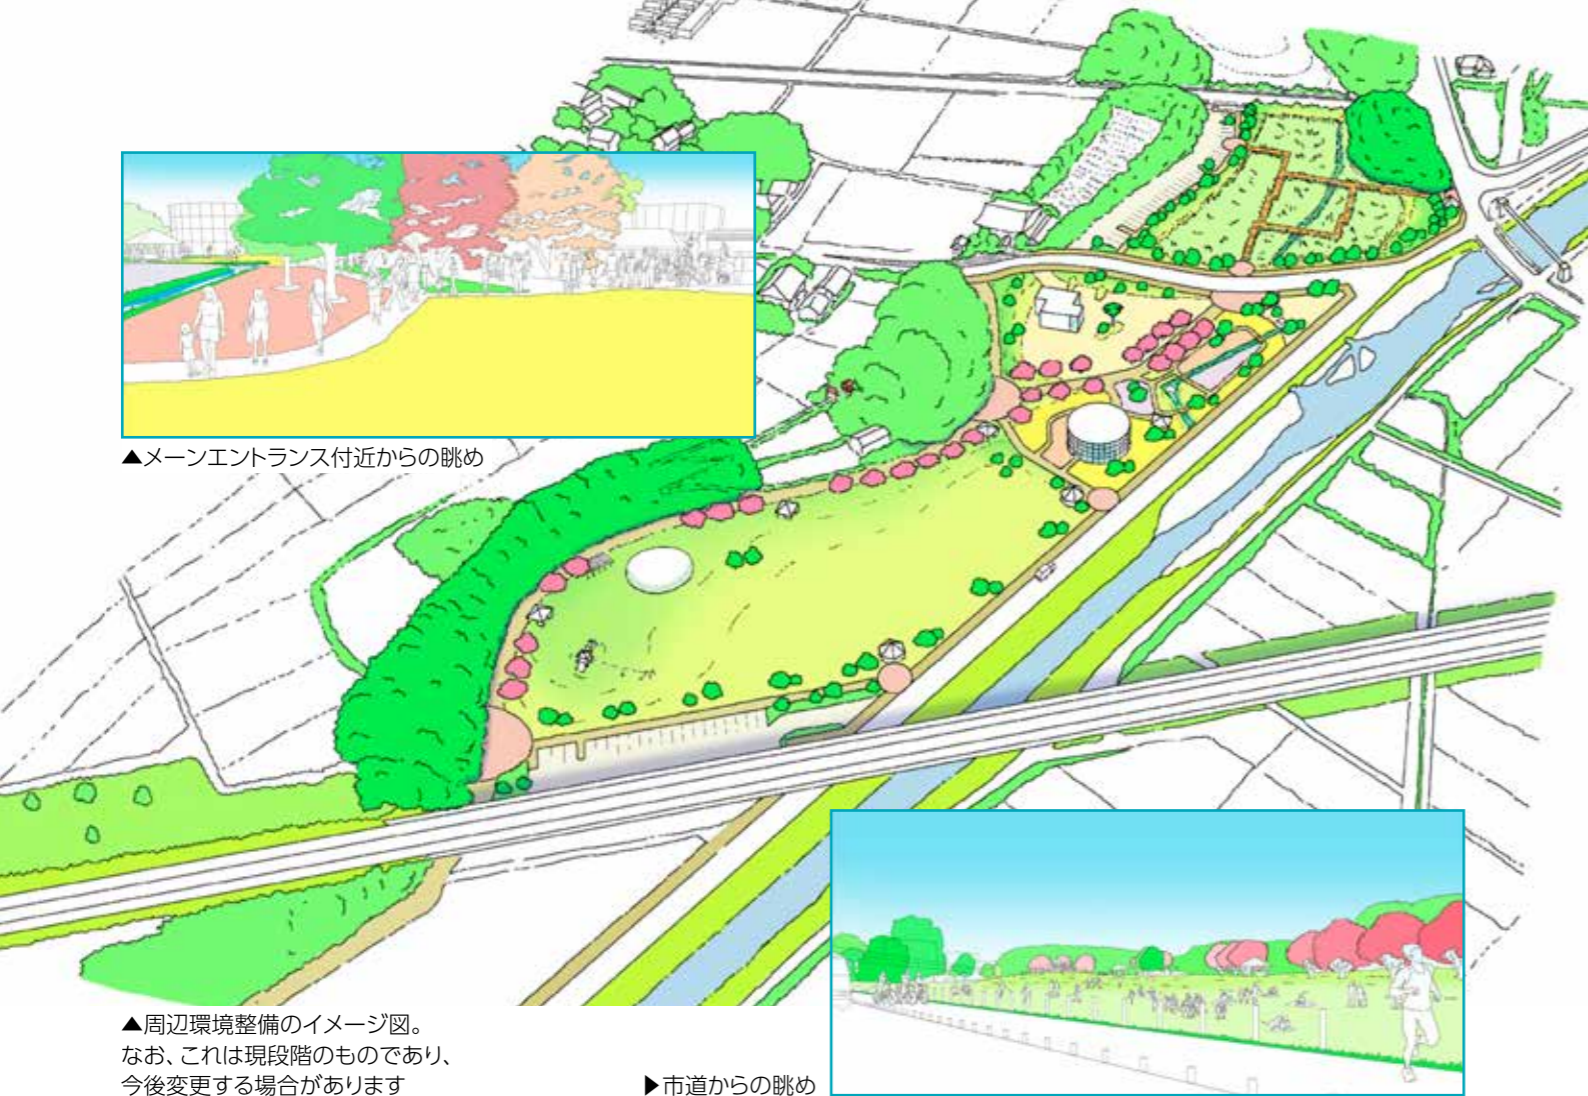 ▲メーンエントランス付近からの眺め
▲周辺環境整備のイメージ図。
なお、これは現段階のものであり、
今後変更する場合があります
▶市道からの眺め